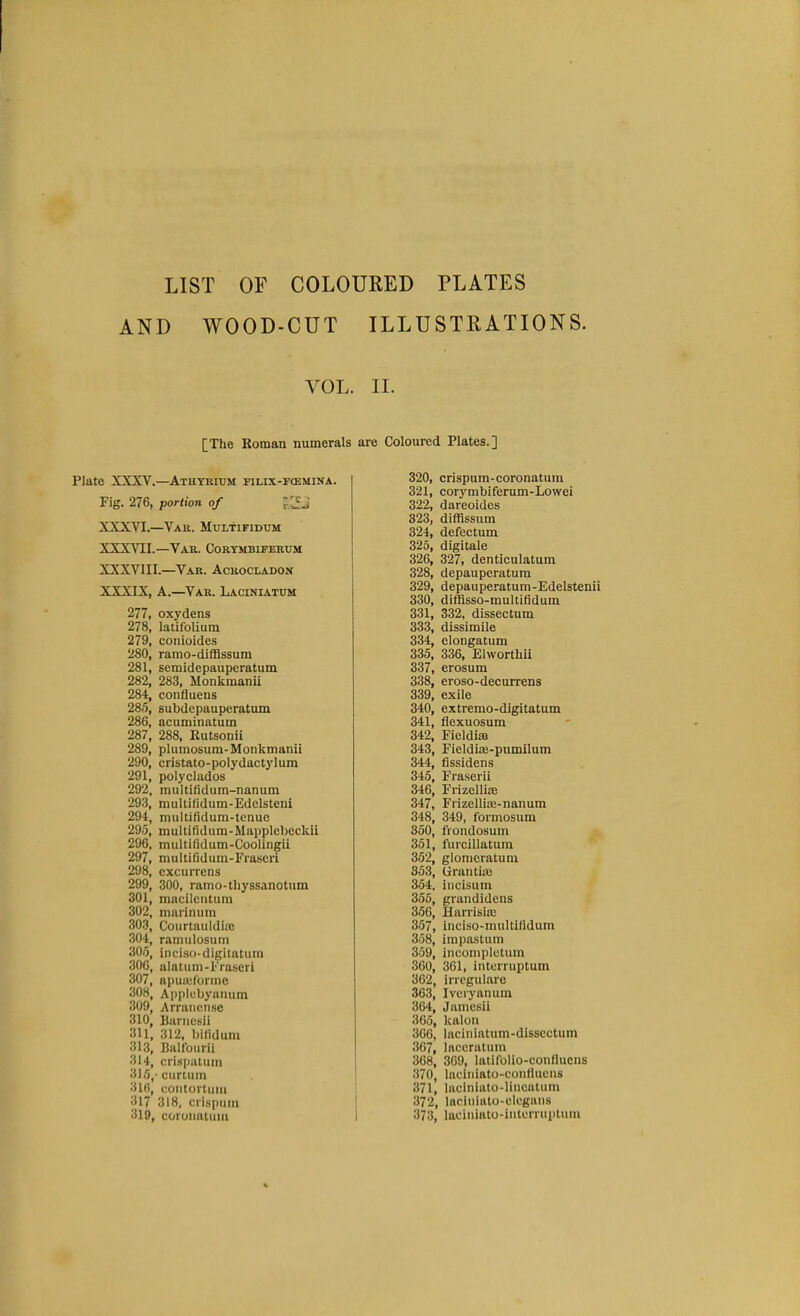 LIST OF COLOURED PLATES
AND WOOD-CUT ILLUSTRATIONS.
VOL. II.
[The Roman numerals are Coloured Plates.]
Plate XXXV.—Athyrium filix-fœmina.
Fig. 276, portion of
XXXVI.—Var. Multifidum
XXXVII.—Var. Corymbiferum
XXXVIII.—Var. Acrocladon
XXXIX, A.—Var. Laciniatum
277, oxydens
278, latifolium
279, conioides
280, ramo-diffissum
281, semidepauperatum
282, 283, Monkmanii
284, confluens
285, subdepauperatum
286, acuminatum
287, 288, Rutsonii
289, plumosum-Monkmanii
290, cristato-polydactylum
291, polyclados
292, multifidum-nanum
293, multifidum-Edelsteni
294, multifidum-tenue
295, multifidum-Mapplebeckii
296, multifidum-Coolingii
297, multifidum-Fraseri
298, excurrens
299, 300, ramo-thyssanotum
301, macilentum
302, marinum
303, Courtauldiæ
304, ramulosum
305, inciso-digitatum
306, alatum-Fraseri
307, apuæforme
308, Applebyanum
309, Arranense
310, Barnesii
311, 312, bifidum
313, Balfourii
314, crispatum
315, curtum
316, contortum
317 318, crispum
319, coronatum
320, crispum-coronatum
321, corymbiferum-Lowei
322, dareoides
323, diffissum
324, defectum
325, digitale
326, 327, denticulatum
328, depauperatum
329, depauperatum-Edelstenii
330, diffisso-multifidum
331, 332, dissectum
333, dissimile
334, elongatum
335, 336, Elworthii
337, erosum
338, eroso-decurrens
339, exile
340, extremo-digitatum
341, flexuosum
342, Fieldiæ
343, Fieldiæ-pumilum
344, fissidens
345, Fraserii
346, Frizelliæ
347, Frizelliæ-nanum
348, 349, formosum
350, frondosum
351, furcillatum
352, glomeratum
353, Grantiæ
354, incisum
355, grandidens
356, Harrisiæ
357, inciso-multifidum
358, impastum
359, incompletum
360, 361, interruptum
362, irregulare
363, Iveryanum
364, Jamesii
365, kalon
366, laciniatum-dissectum
367, laceratum
368, 369, latifolio-confluens
370, laciniato-confluens
371, laciniato-lineatum
372, laciniato-elegans
373, laciniato-interruptum